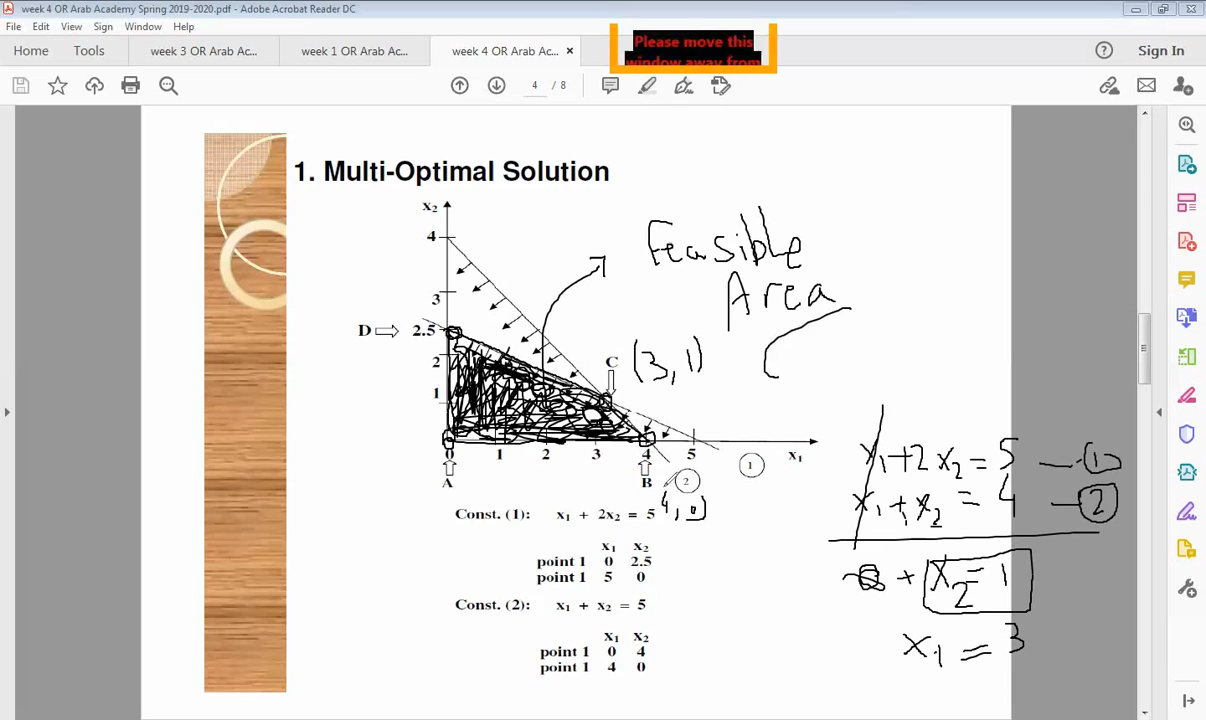 week 4 OR Arab Academy Spring 2019-2020.pdf - Adobe Acrobat Reader DC
File Edit View Sign Window Help
Home Tools week 3 OR Arab Ac... week 1 OR Arab Ac... week 4 OR Arab Ac... × Please move this
window away from
? Sign In
4 / 8
1. Multi-Optimal Solution
x₂
4
3
D 2.5
2
1
C
0 1 2 3 4 5 x₁
A B
1
2
Feasible
Area
(3,1)
4,0)
Const. (1): x₁ + 2x₂ = 5
x₁ x₂
point 1 0 2.5
point 1 5 0
Const. (2): x₁ + x₂ = 5
x₁ x₂
point 1 0 4
point 1 4 0
x₁+2x₂=5 — 1
x₁+x₂ = 4 — 2
+ x₂=1
x₁ = 3